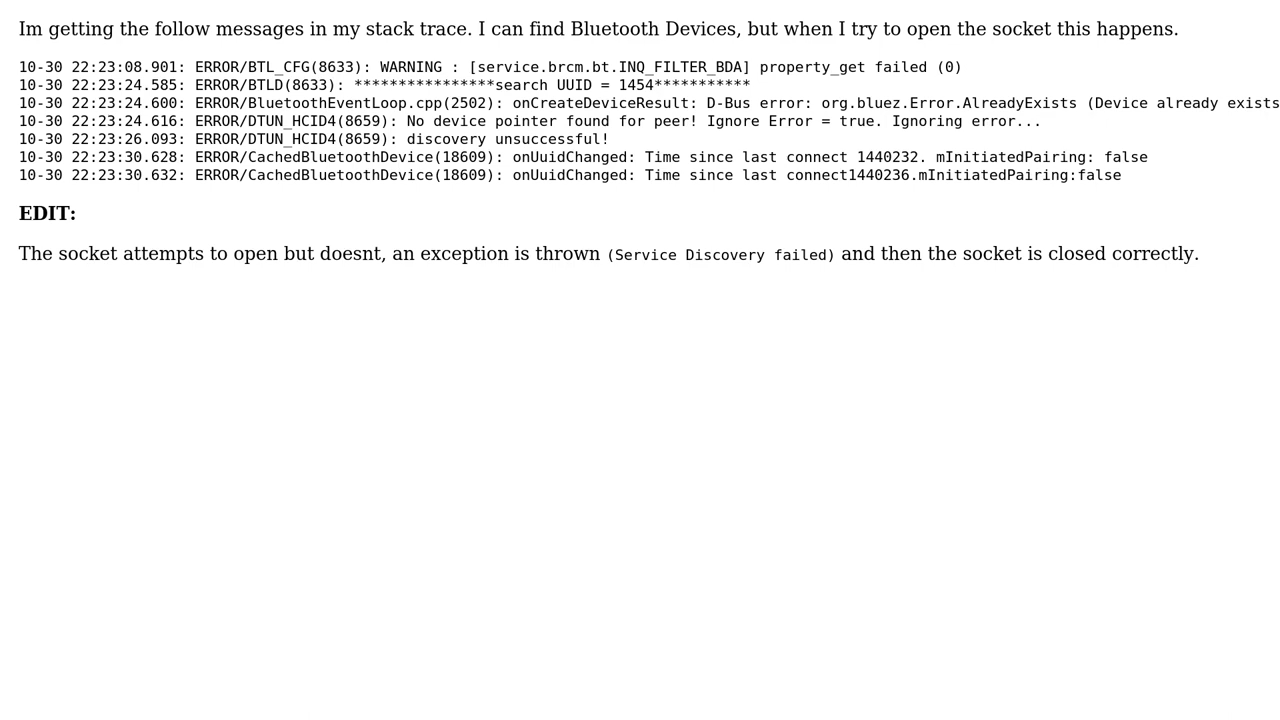 Im getting the follow messages in my stack trace. I can find Bluetooth Devices, but when I try to open the socket this happens.
10-30 22:23:08.901: ERROR/BTL_CFG(8633): WARNING : [service.brcm.bt.INQ_FILTER_BDA] property_get failed (0)
10-30 22:23:24.585: ERROR/BTLD(8633): ****************search UUID = 1454***********
10-30 22:23:24.600: ERROR/BluetoothEventLoop.cpp(2502): onCreateDeviceResult: D-Bus error: org.bluez.Error.AlreadyExists (Device already exists
10-30 22:23:24.616: ERROR/DTUN_HCID4(8659): No device pointer found for peer! Ignore Error = true. Ignoring error...
10-30 22:23:26.093: ERROR/DTUN_HCID4(8659): discovery unsuccessful!
10-30 22:23:30.628: ERROR/CachedBluetoothDevice(18609): onUuidChanged: Time since last connect 1440232. mInitiatedPairing: false
10-30 22:23:30.632: ERROR/CachedBluetoothDevice(18609): onUuidChanged: Time since last connect1440236.mInitiatedPairing:false
EDIT:
The socket attempts to open but doesnt, an exception is thrown (Service Discovery failed) and then the socket is closed correctly.